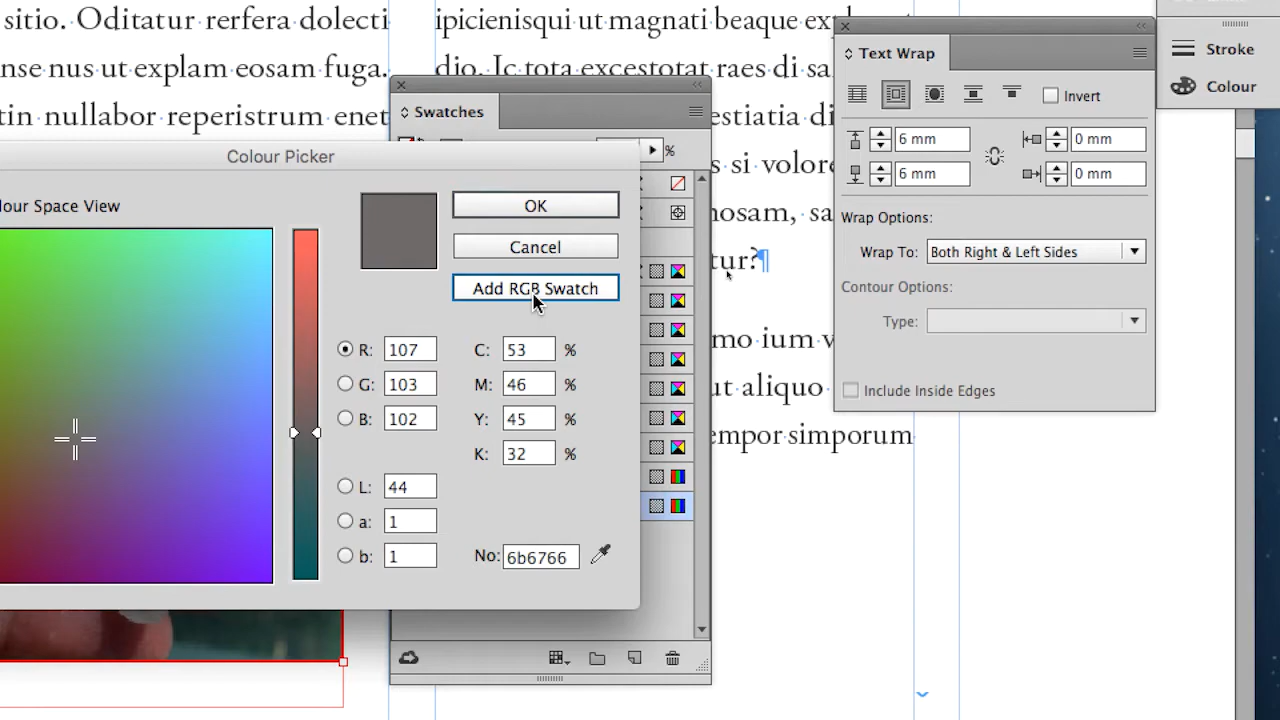 sitio. Oditatur rerfera dolecti
nse nus ut explam eosam fuga.
tin nullabor reperistrum enet
ipicienisqui ut magnati beaque
dio. Ic tota excestotat raes di
estiatia di
s si volore
nosam, sa
tur?¶
mo ium v
ut aliquo
empor simporum
Swatches
%
Colour Picker
lour Space View
OK
Cancel
Add RGB Swatch
R: 107
G: 103
B: 102
L: 44
a: 1
b: 1
C: 53 %
M: 46 %
Y: 45 %
K: 32 %
No: 6b6766
Text Wrap
Invert
6 mm
0 mm
6 mm
0 mm
Wrap Options:
Wrap To: Both Right & Left Sides
Contour Options:
Type:
Include Inside Edges
Stroke
Colour